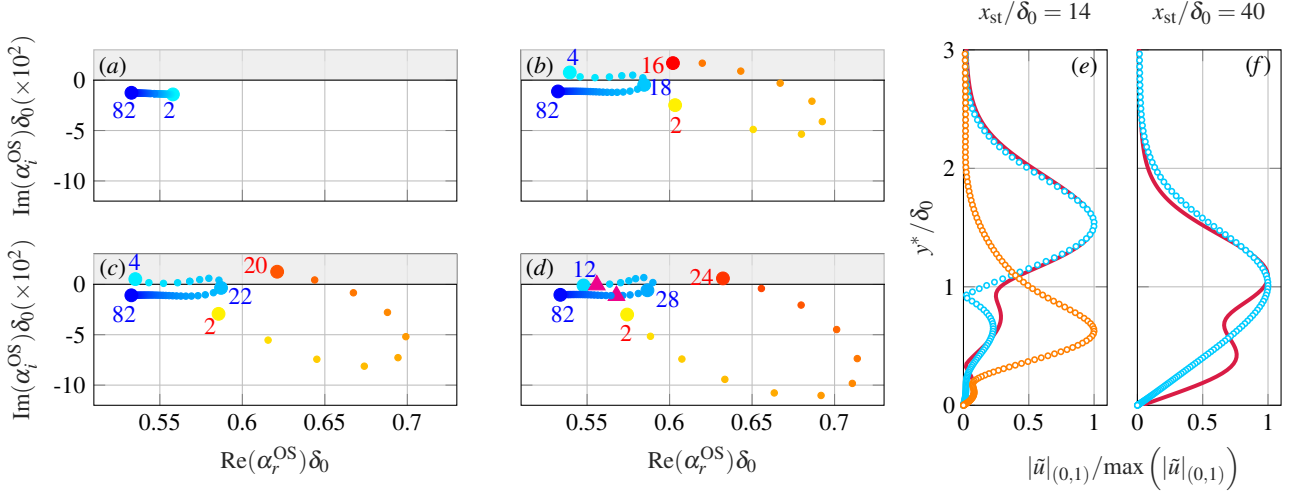 x_st/δ_0 = 14
x_st/δ_0 = 40
Im(α_i^OS)δ_0(×10^2)
0
-5
-10
(a)
82
2
(b)
4
16
18
82
2
Im(α_i^OS)δ_0(×10^2)
0
-5
-10
(c)
4
20
82
22
2
(d)
12
24
82
28
2
0.55
0.6
0.65
0.7
Re(α_r^OS)δ_0
0.55
0.6
0.65
0.7
Re(α_r^OS)δ_0
y*/δ_0
3
2
1
0
(e)
(f)
0
0.5
1
0
0.5
1
|ũ|_(0,1)/max(|ũ|_(0,1))